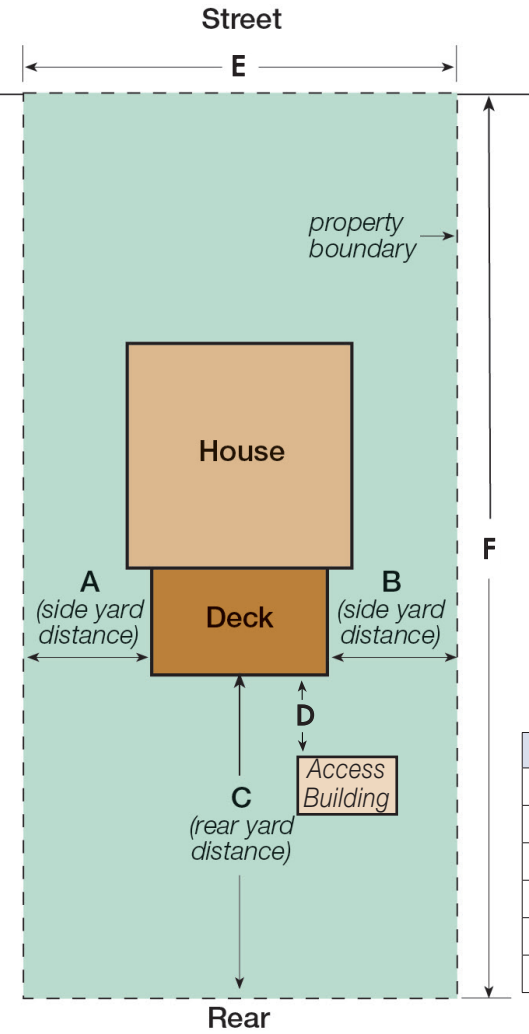 Street
E
property
boundary
House
F
A
(side yard
distance)
Deck
B
(side yard
distance)
D
Access
Building
C
(rear yard
distance)
Rear